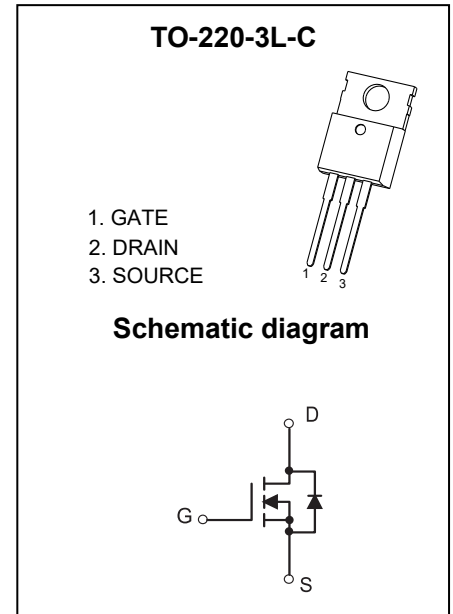 TO-220-3L-C
1. GATE
2. DRAIN
3. SOURCE
1 2 3
Schematic diagram
D
G
S